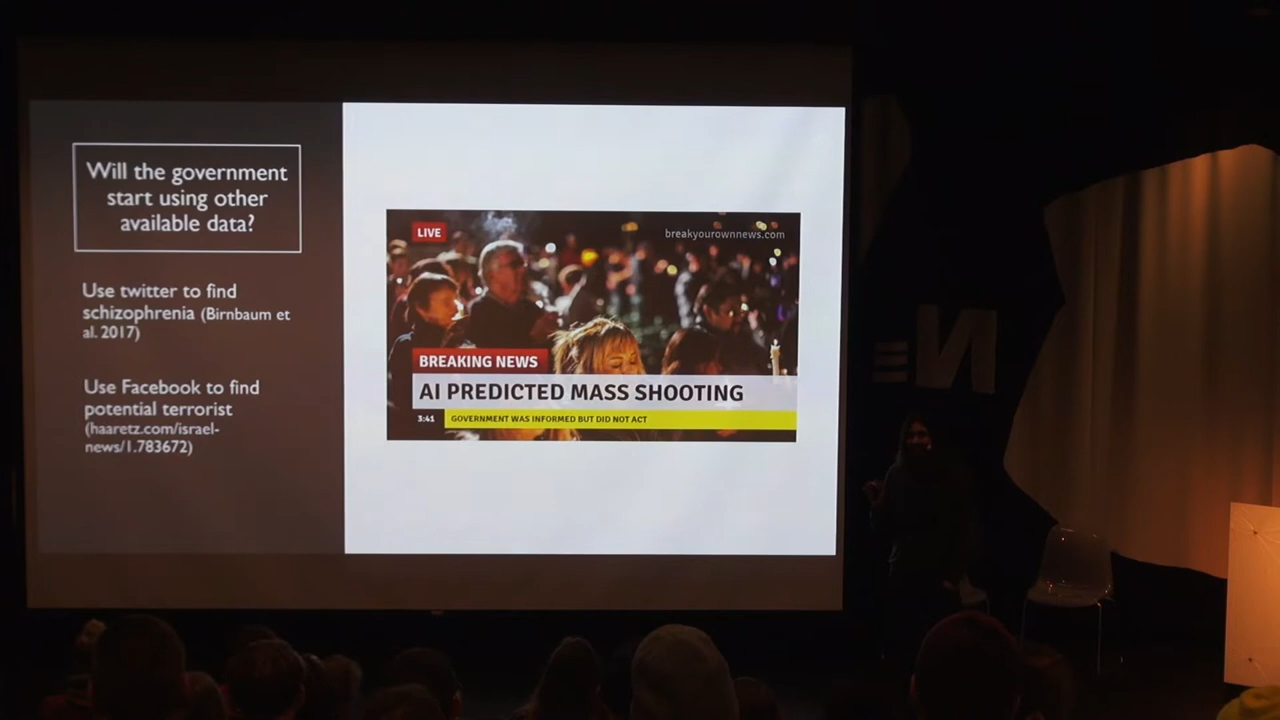 Will the government
start using other
available data?
Use twitter to find
schizophrenia (Birnbaum et
al. 2017)
Use Facebook to find
potential terrorist
(haaretz.com/israel-
news/1.783672)
LIVE
breakyourownnews.com
BREAKING NEWS
AI PREDICTED MASS SHOOTING
3:41
GOVERNMENT WAS INFORMED BUT DID NOT ACT